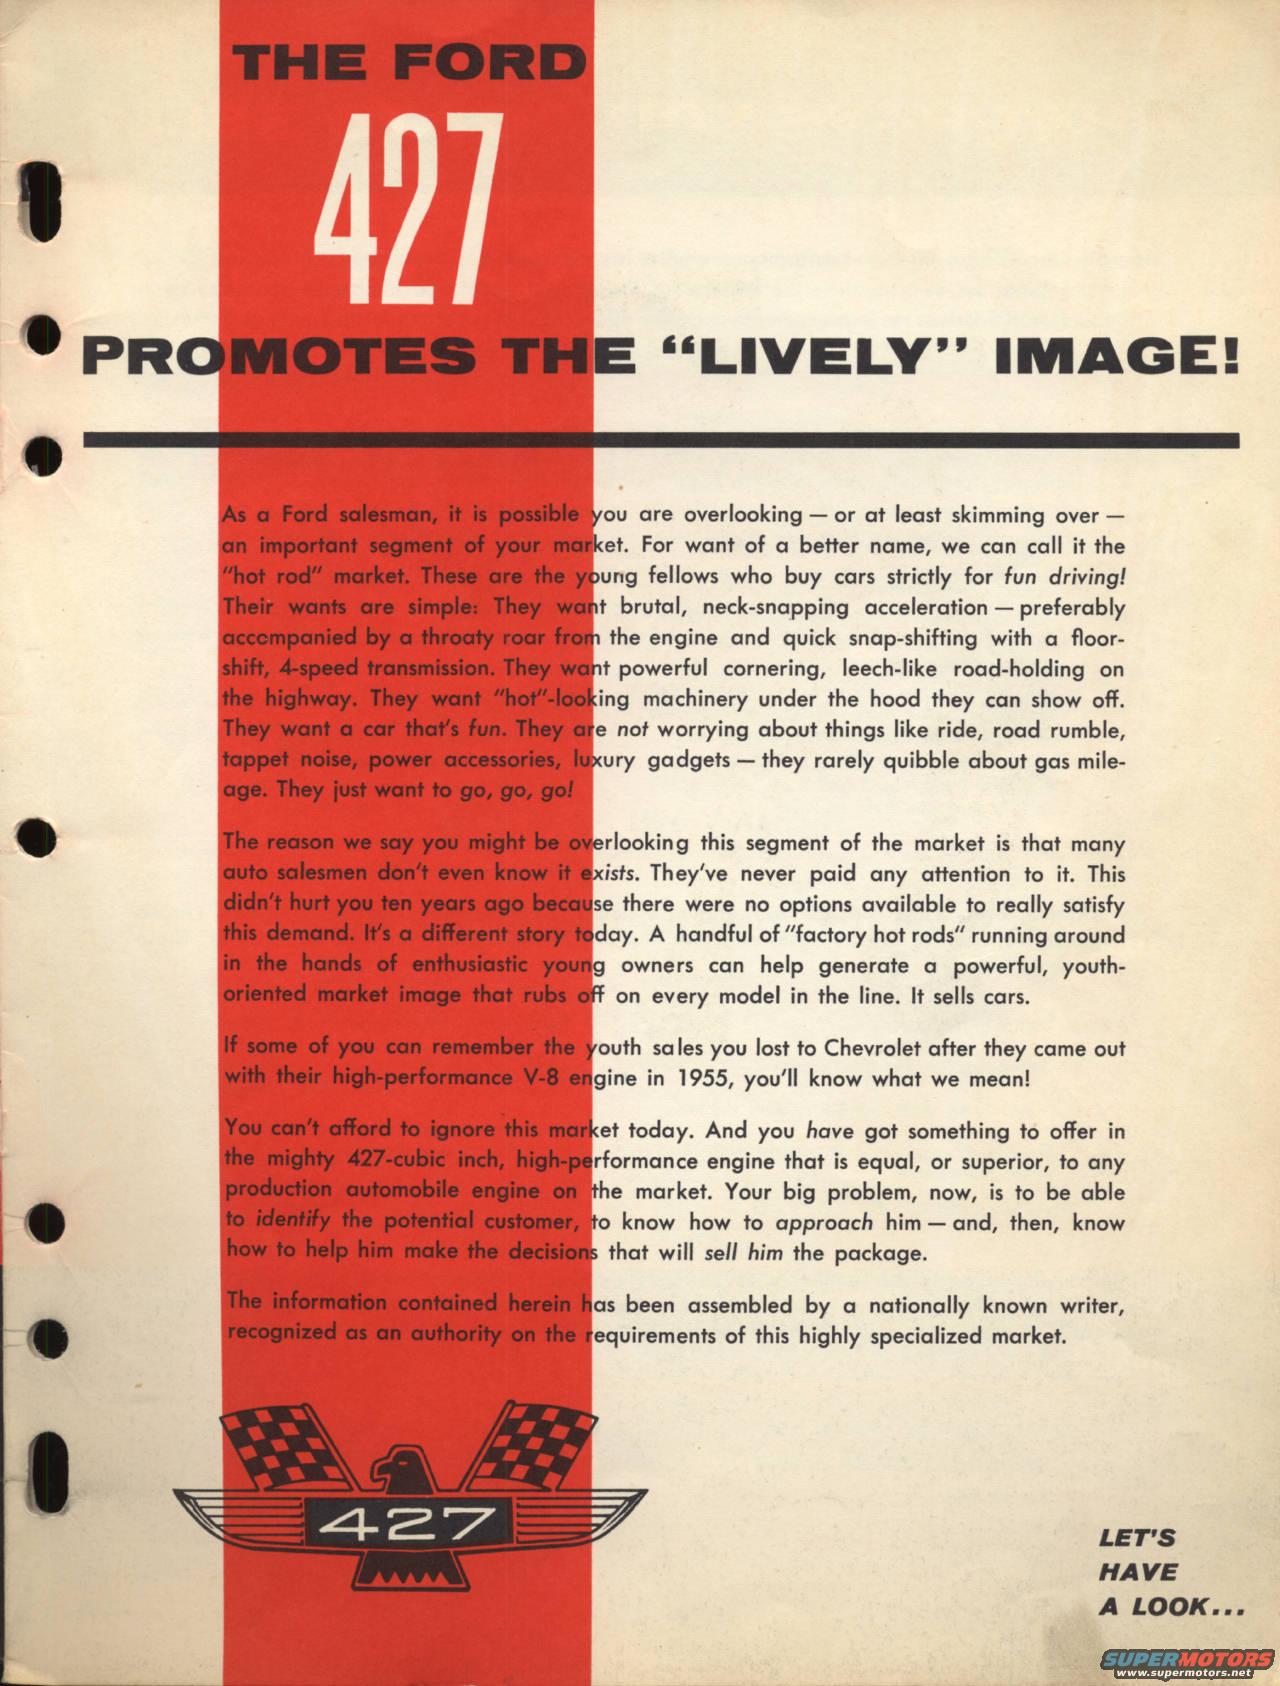 THE FORD
427
PROMOTES THE “LIVELY” IMAGE!
As a Ford salesman, it is possible you are overlooking — or at least skimming over —
an important segment of your market. For want of a better name, we can call it the
“hot rod” market. These are the young fellows who buy cars strictly for fun driving!
Their wants are simple: They want brutal, neck-snapping acceleration — preferably
accompanied by a throaty roar from the engine and quick snap-shifting with a floor-
shift, 4-speed transmission. They want powerful cornering, leech-like road-holding on
the highway. They want “hot”-looking machinery under the hood they can show off.
They want a car that’s fun. They are not worrying about things like ride, road rumble,
tappet noise, power accessories, luxury gadgets — they rarely quibble about gas mile-
age. They just want to go, go, go!
The reason we say you might be overlooking this segment of the market is that many
auto salesmen don’t even know it exists. They’ve never paid any attention to it. This
didn’t hurt you ten years ago because there were no options available to really satisfy
this demand. It’s a different story today. A handful of “factory hot rods” running around
in the hands of enthusiastic young owners can help generate a powerful, youth-
oriented market image that rubs off on every model in the line. It sells cars.
If some of you can remember the youth sales you lost to Chevrolet after they came out
with their high-performance V-8 engine in 1955, you’ll know what we mean!
You can’t afford to ignore this market today. And you have got something to offer in
the mighty 427-cubic inch, high-performance engine that is equal, or superior, to any
production automobile engine on the market. Your big problem, now, is to be able
to identify the potential customer, to know how to approach him — and, then, know
how to help him make the decisions that will sell him the package.
The information contained herein has been assembled by a nationally known writer,
recognized as an authority on the requirements of this highly specialized market.
427
LET’S
HAVE
A LOOK...
SUPERMOTORS
www.supermotors.net